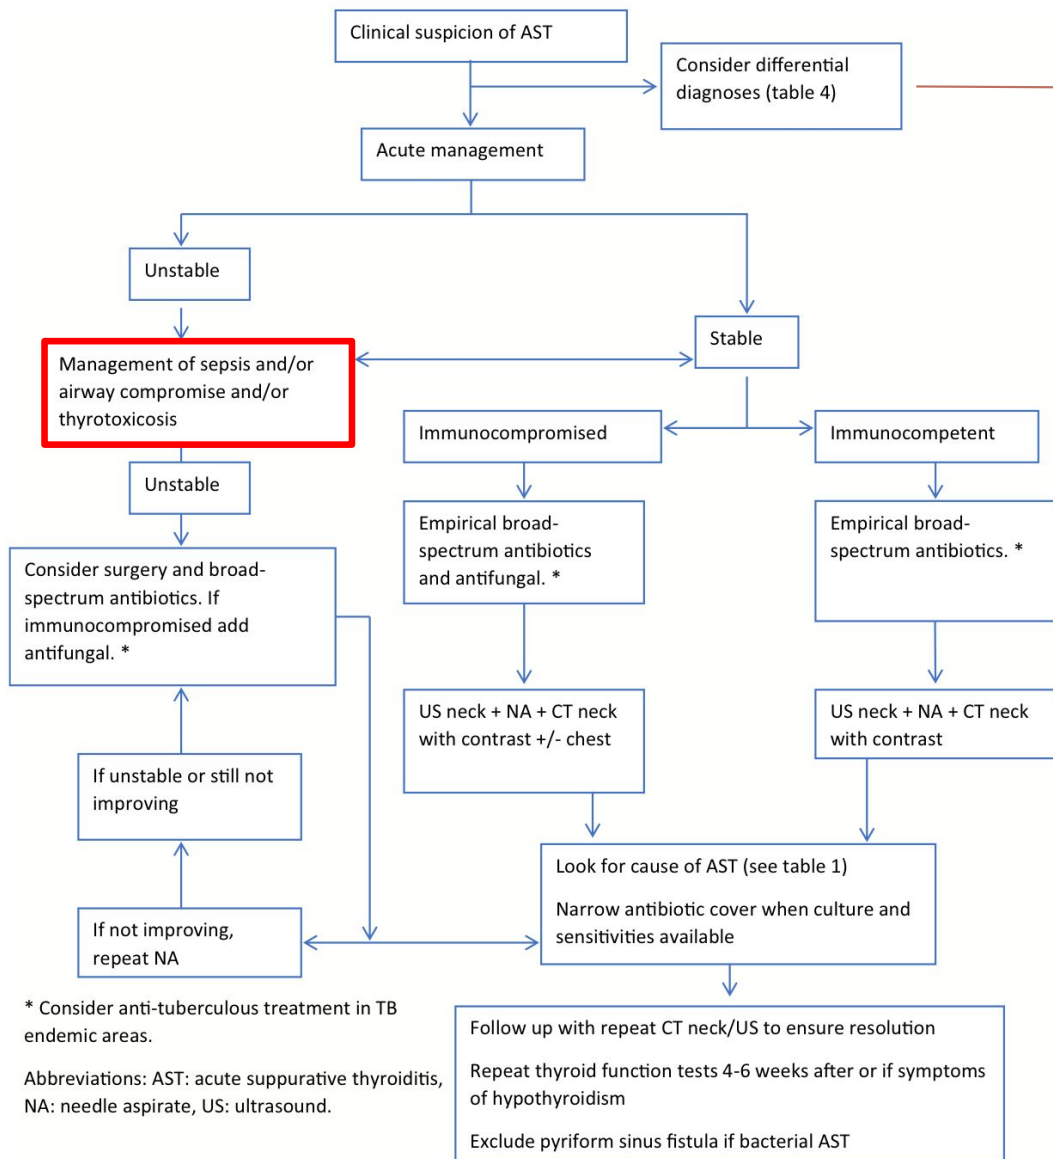 Clinical suspicion of AST
Consider differential
diagnoses (table 4)
Acute management
Unstable
Stable
Management of sepsis and/or
airway compromise and/or
thyrotoxicosis
Immunocompromised
Immunocompetent
Unstable
Empirical broad-
spectrum antibiotics
and antifungal. *
Empirical broad-
spectrum antibiotics. *
Consider surgery and broad-
spectrum antibiotics. If
immunocompromised add
antifungal. *
US neck + NA + CT neck
with contrast +/- chest
US neck + NA + CT neck
with contrast
If unstable or still not
improving
Look for cause of AST (see table 1)
Narrow antibiotic cover when culture and
sensitivities available
If not improving,
repeat NA
* Consider anti-tuberculous treatment in TB
endemic areas.
Abbreviations: AST: acute suppurative thyroiditis,
NA: needle aspirate, US: ultrasound.
Follow up with repeat CT neck/US to ensure resolution
Repeat thyroid function tests 4-6 weeks after or if symptoms
of hypothyroidism
Exclude pyriform sinus fistula if bacterial AST